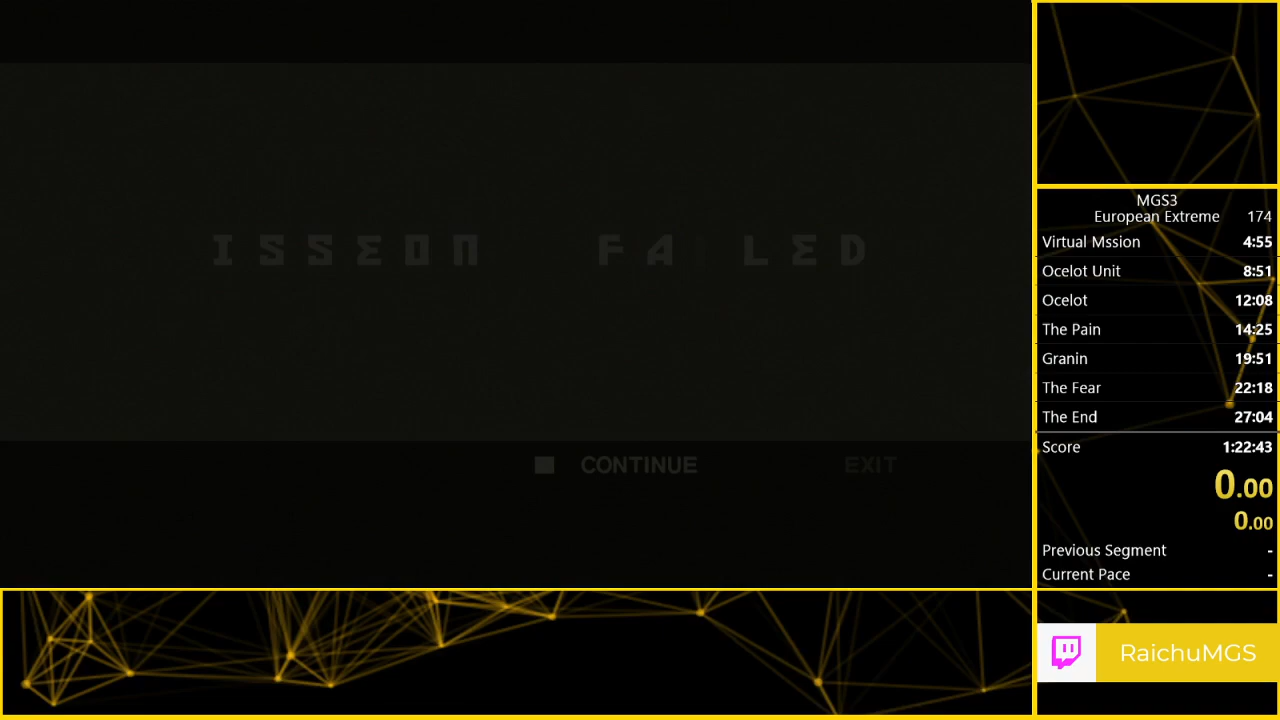 ISSION FA LED
CONTINUE EXIT
MGS3
European Extreme 174
Virtual Mssion 4:55
Ocelot Unit 8:51
Ocelot 12:08
The Pain 14:25
Granin 19:51
The Fear 22:18
The End 27:04
Score 1:22:43
0.00
0.00
Previous Segment -
Current Pace -
RaichuMGS